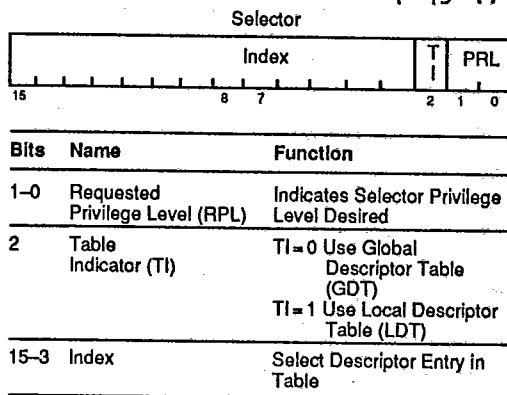 Selector
Index TI PRL
15 8 7 2 1 0
Bits Name Function
1–0 Requested Privilege Level (RPL) Indicates Selector Privilege Level Desired
2 Table Indicator (TI) TI=0 Use Global Descriptor Table (GDT)
TI=1 Use Local Descriptor Table (LDT)
15–3 Index Select Descriptor Entry in Table